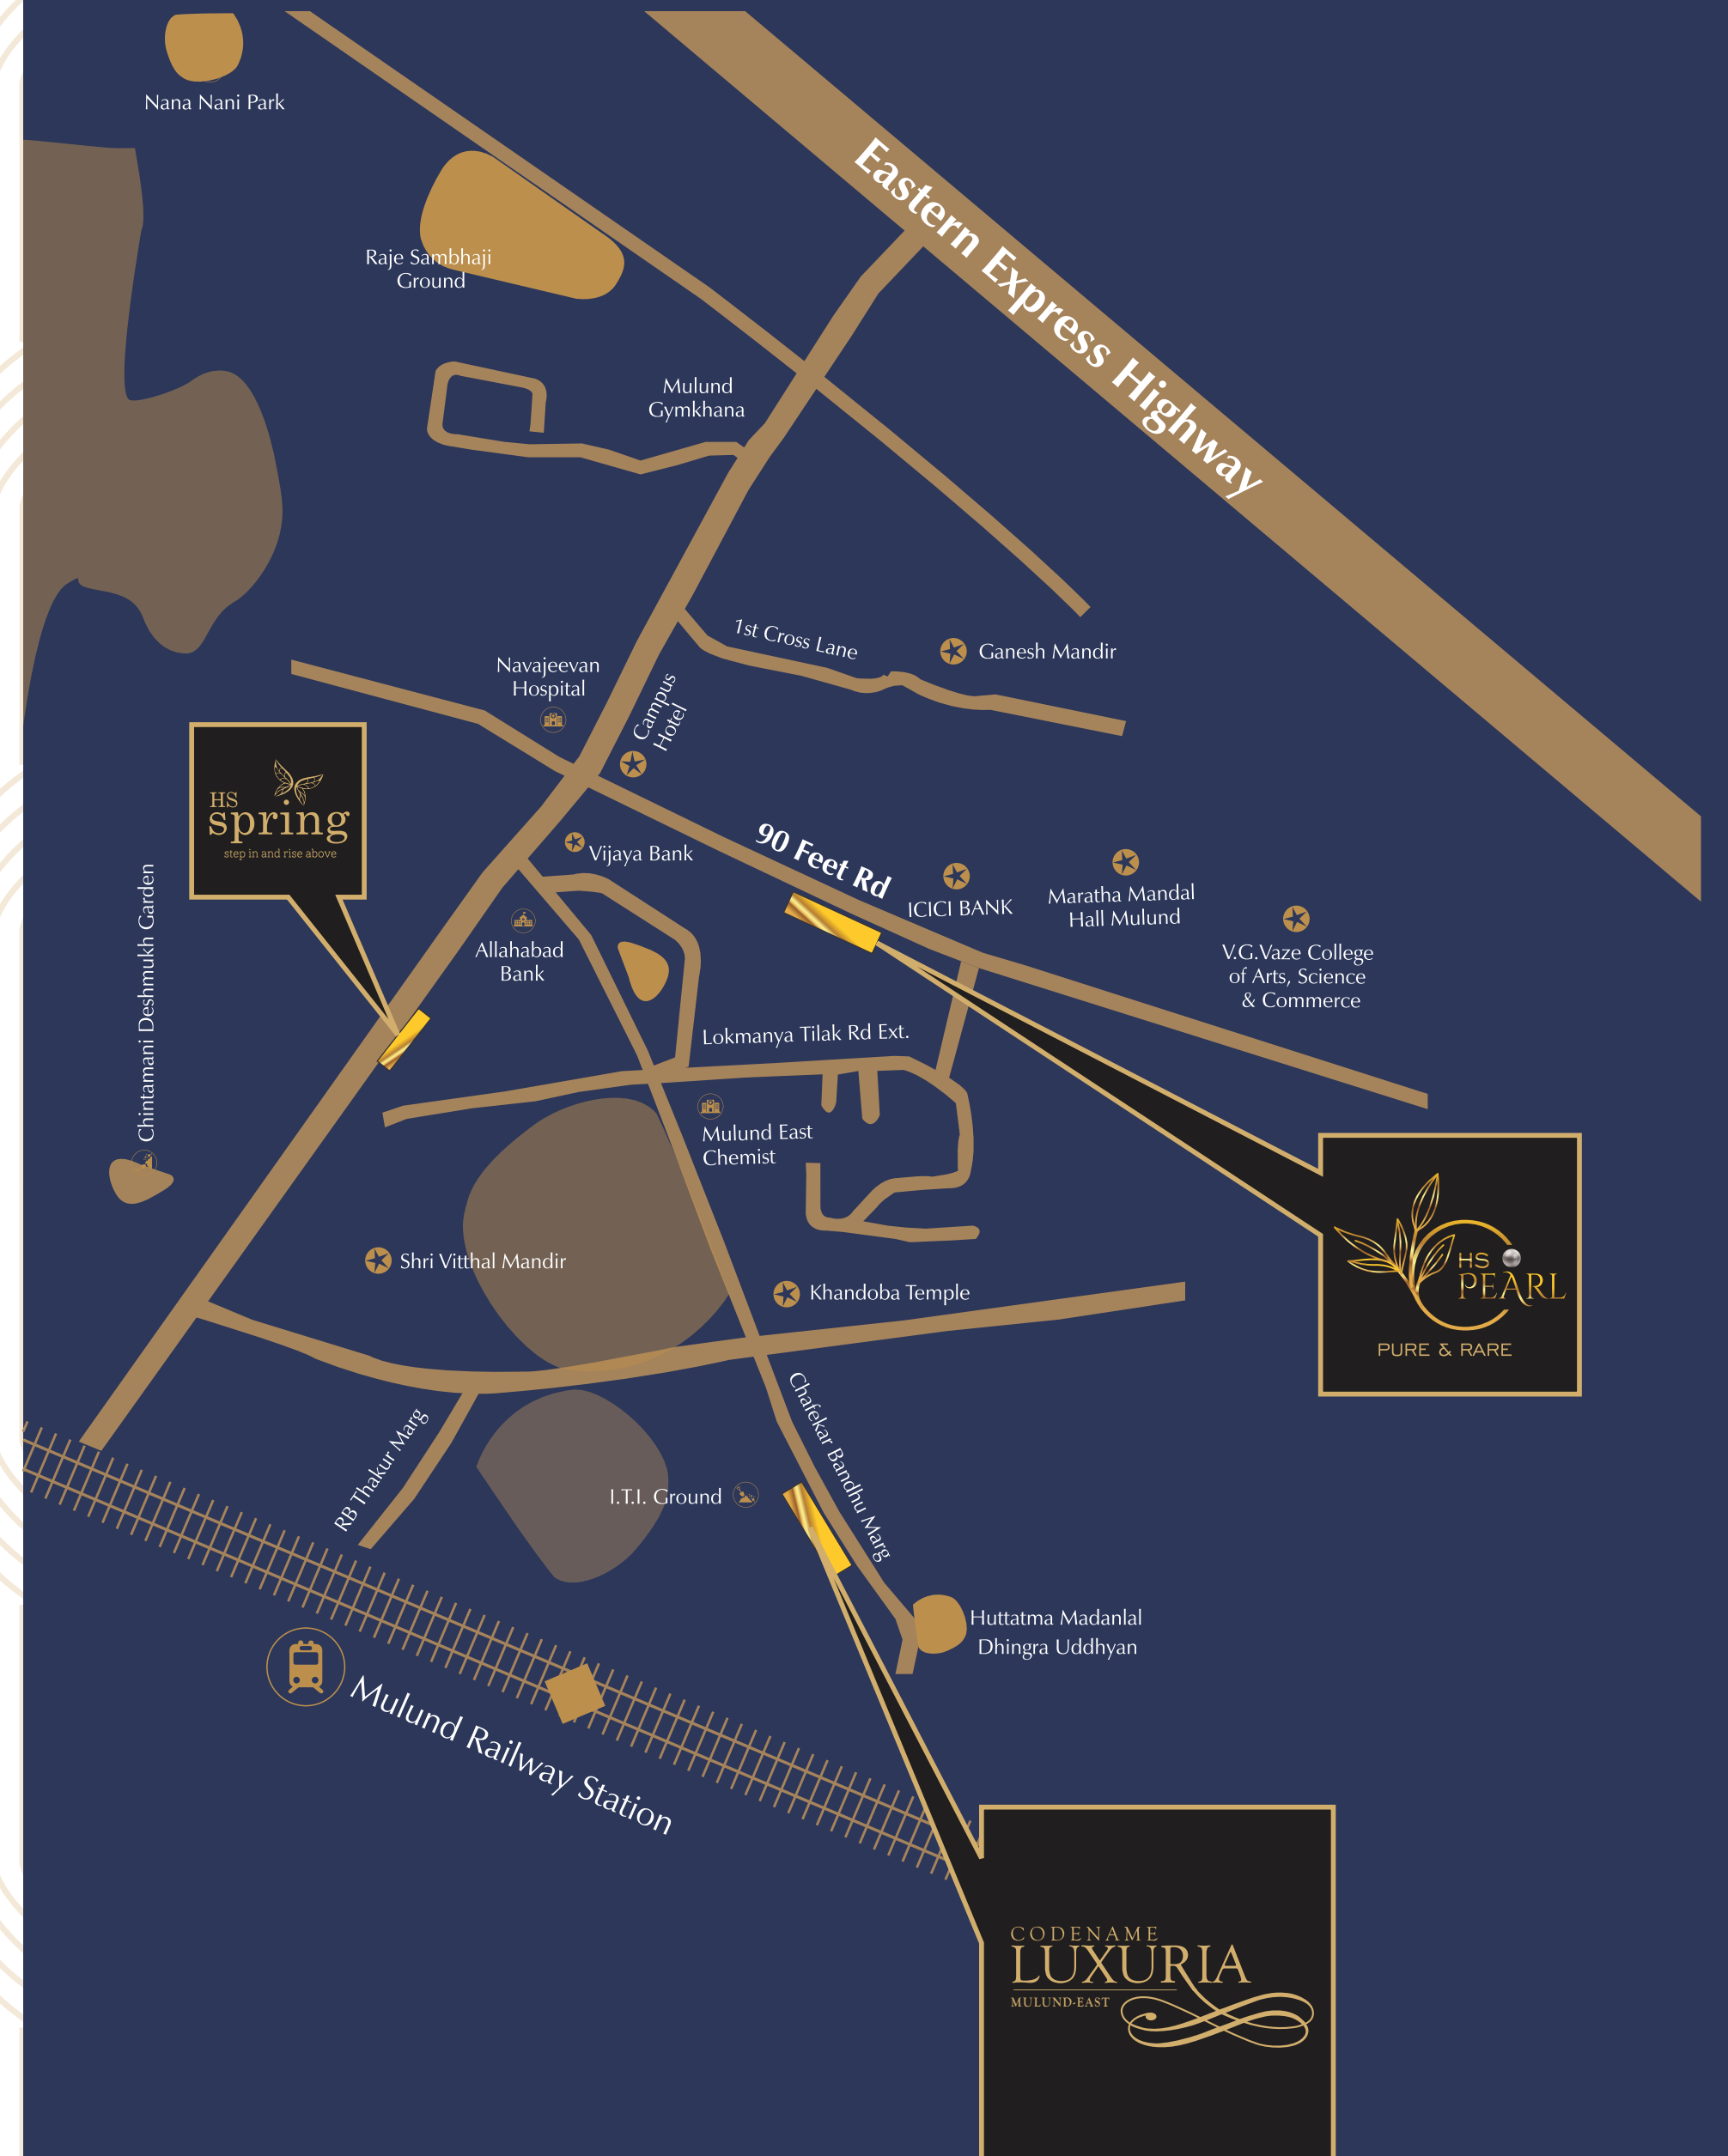 Nana Nani Park
Eastern Express Highway
Raje Sambhaji
Ground
Mulund
Gymkhana
1st Cross Lane
Ganesh Mandir
Navajeevan
Hospital
Campus
Hotel
HS
spring
step in and rise above
Vijaya Bank
90 Feet Rd
ICICI BANK
Maratha Mandal
Hall Mulund
V.G.Vaze College
of Arts, Science
& Commerce
Allahabad
Bank
Chintamani Deshmukh Garden
Lokmanya Tilak Rd Ext.
Mulund East
Chemist
Shri Vitthal Mandir
Khandoba Temple
HS
PEARL
PURE & RARE
Chafekar Bandhu Marg
RB Thakur Marg
I.T.I. Ground
Huttatma Madanlal
Dhingra Uddhyan
Mulund Railway Station
CODENAME
LUXURIA
MULUND-EAST